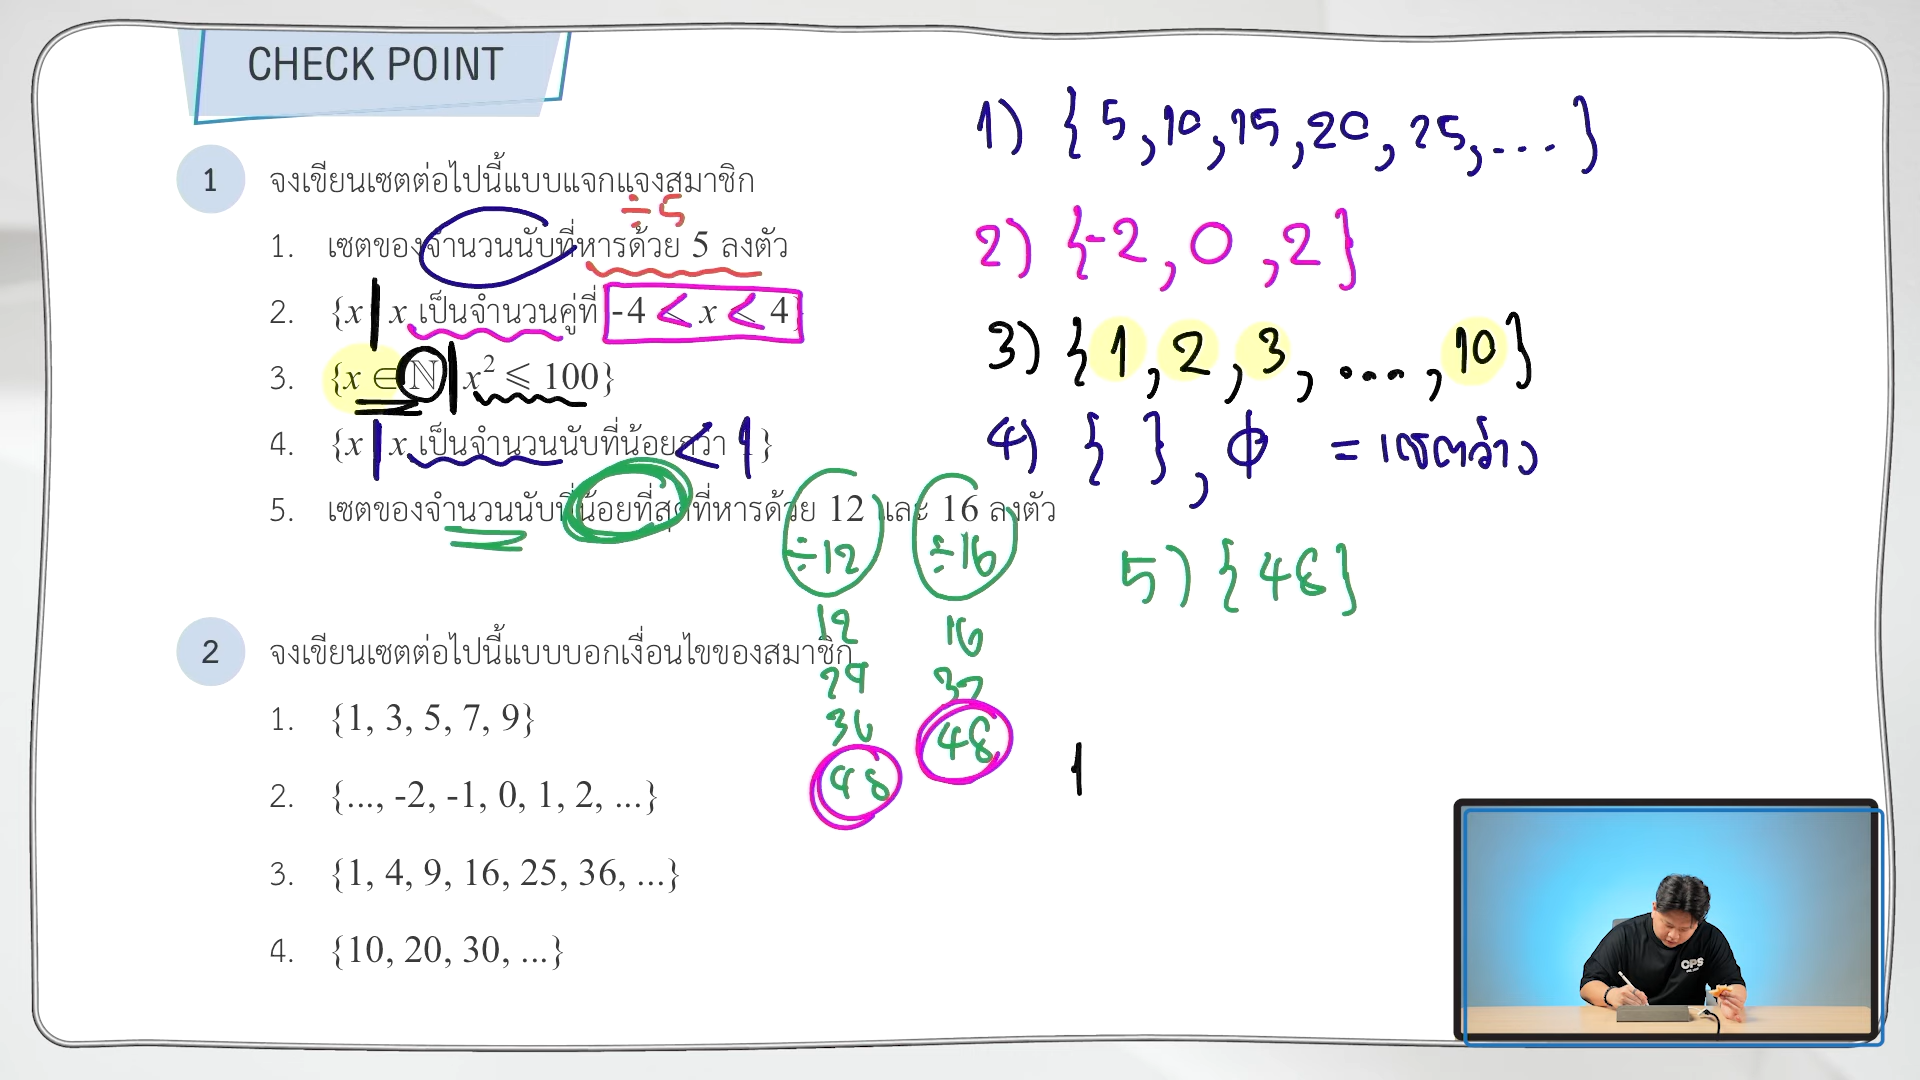 CHECK POINT
1 จงเขียนเซตต่อไปนี้แบบแจกแจงสมาชิก
÷5
1. เซตของจำนวนนับที่หารด้วย 5 ลงตัว
2. {x | x เป็นจำนวนคู่ที่ -4 < x < 4}
3. {x ∈ ℕ | x² ⩽ 100}
4. {x | x เป็นจำนวนนับที่น้อยกว่า 1}
< 1
5. เซตของจำนวนนับที่น้อยที่สุดที่หารด้วย 12 และ 16 ลงตัว
÷12 ÷16
12 16
24 32
36 48
48
2 จงเขียนเซตต่อไปนี้แบบบอกเงื่อนไขของสมาชิก
1. {1, 3, 5, 7, 9}
2. {..., -2, -1, 0, 1, 2, ...}
3. {1, 4, 9, 16, 25, 36, ...}
4. {10, 20, 30, ...}
1) {5, 10, 15, 20, 25, ...}
2) {-2, 0, 2}
3) {1, 2, 3, ..., 10}
4) { }, ϕ = เซตว่าง
5) {48}
1
OPS